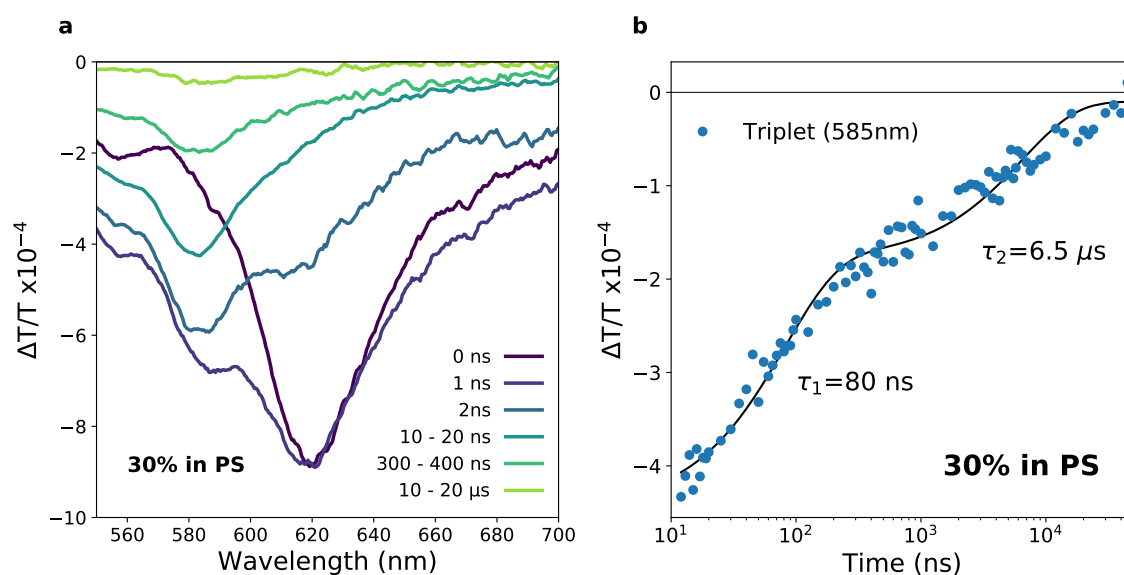 a
0
−2
−4
−6
−8
−10
ΔT/T x10⁻⁴
0 ns
1 ns
2ns
10 - 20 ns
300 - 400 ns
10 - 20 µs
30% in PS
560 580 600 620 640 660 680 700
Wavelength (nm)
b
0
−1
−2
−3
−4
ΔT/T x10⁻⁴
Triplet (585nm)
τ₂=6.5 µs
τ₁=80 ns
30% in PS
10¹ 10² 10³ 10⁴
Time (ns)